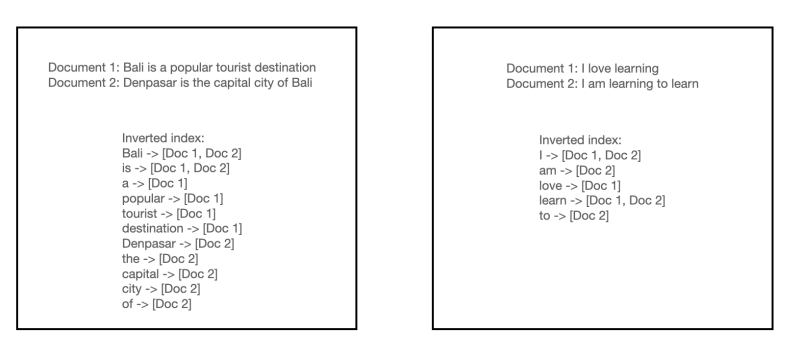 Document 1: Bali is a popular tourist destination
Document 2: Denpasar is the capital city of Bali
Inverted index:
Bali -> [Doc 1, Doc 2]
is -> [Doc 1, Doc 2]
a -> [Doc 1]
popular -> [Doc 1]
tourist -> [Doc 1]
destination -> [Doc 1]
Denpasar -> [Doc 2]
the -> [Doc 2]
capital -> [Doc 2]
city -> [Doc 2]
of -> [Doc 2]
Document 1: I love learning
Document 2: I am learning to learn
Inverted index:
I -> [Doc 1, Doc 2]
am -> [Doc 2]
love -> [Doc 1]
learn -> [Doc 1, Doc 2]
to -> [Doc 2]